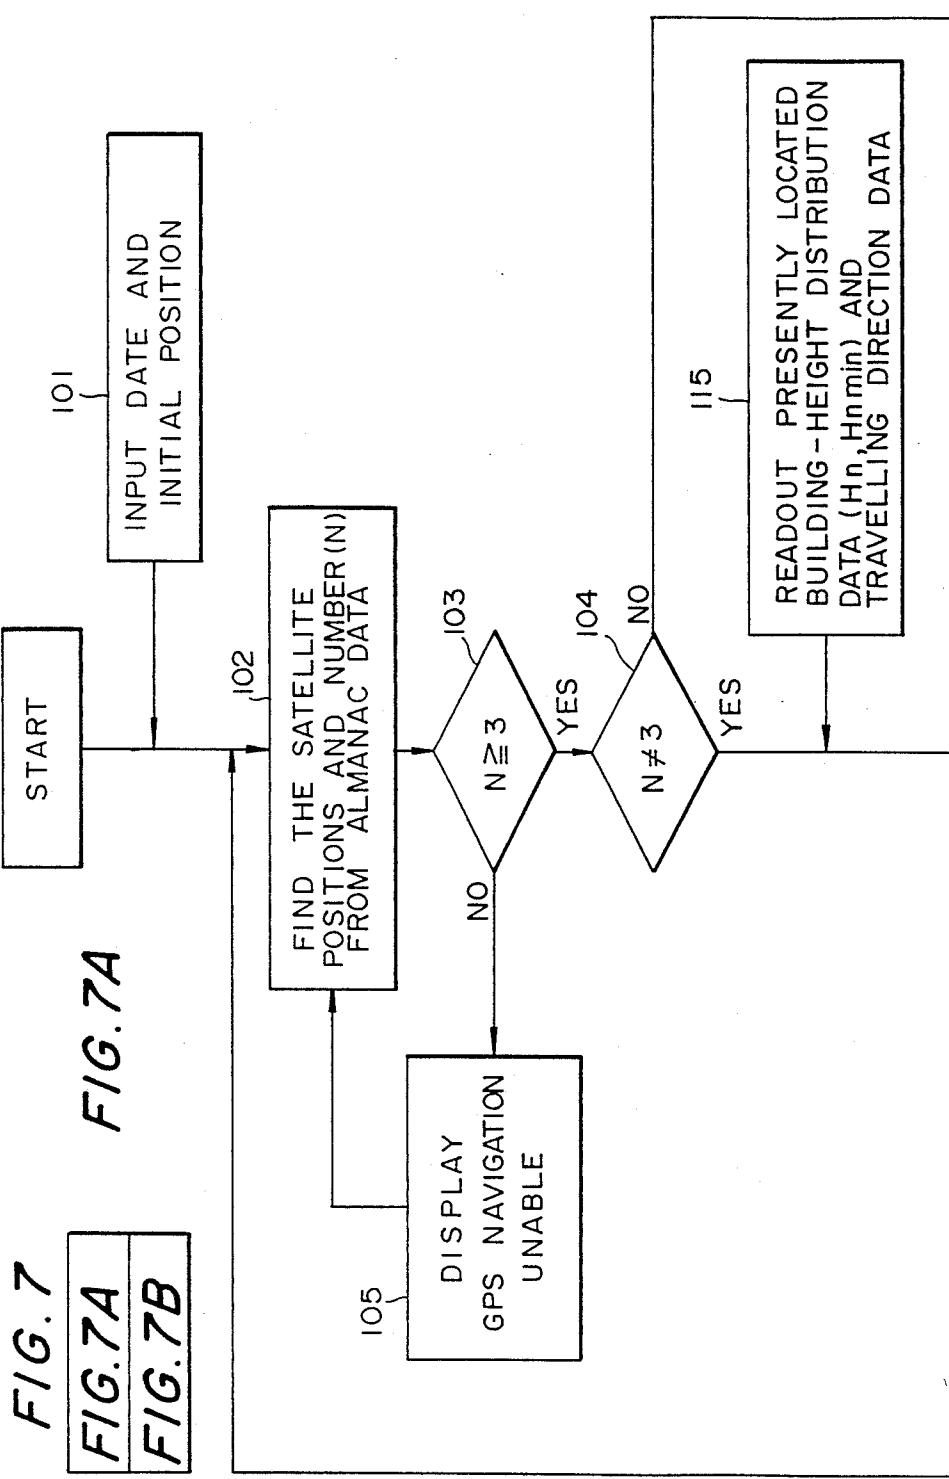 FIG. 7
FIG. 7A
FIG. 7B
FIG. 7A
START
101
INPUT DATE AND
INITIAL POSITION
102
FIND THE SATELLITE
POSITIONS AND NUMBER(N)
FROM ALMANAC DATA
103
N ≧ 3
NO
YES
105
DISPLAY
GPS NAVIGATION
UNABLE
104
N ≠ 3
NO
YES
115
READOUT PRESENTLY LOCATED
BUILDING-HEIGHT DISTRIBUTION
DATA (Hn, Hnmin) AND
TRAVELLING DIRECTION DATA